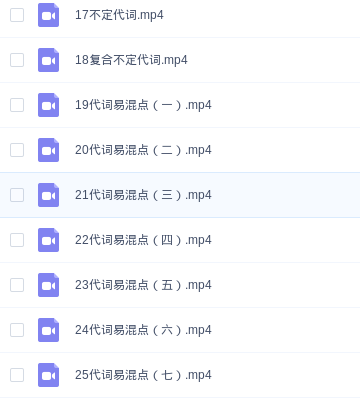 17不定代词.mp4
18复合不定代词.mp4
19代词易混点（一）.mp4
20代词易混点（二）.mp4
21代词易混点（三）.mp4
22代词易混点（四）.mp4
23代词易混点（五）.mp4
24代词易混点（六）.mp4
25代词易混点（七）.mp4